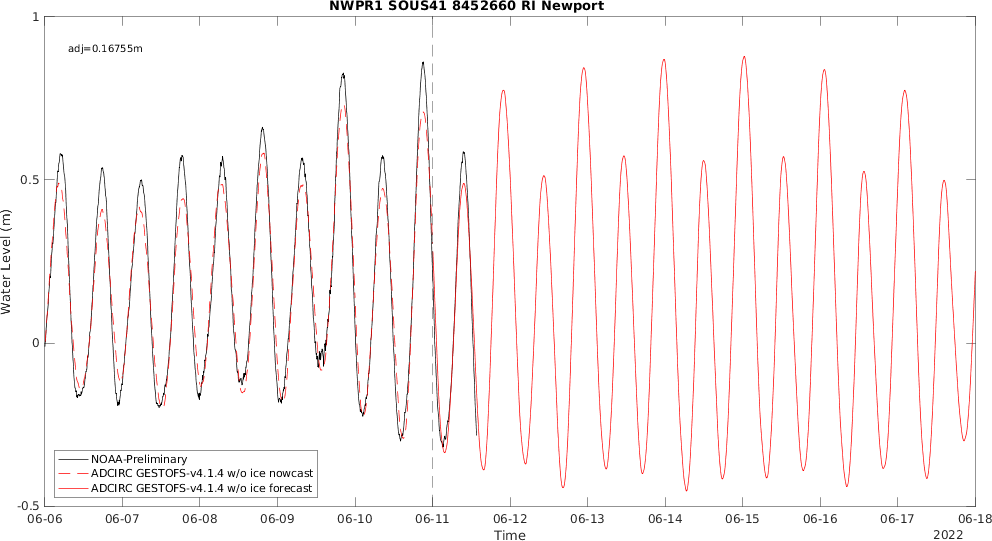 NWPR1 SOUS41 8452660 RI Newport
1
adj=0.16755m
0.5
Water Level (m)
0
NOAA-Preliminary
ADCIRC GESTOFS-v4.1.4 w/o ice nowcast
ADCIRC GESTOFS-v4.1.4 w/o ice forecast
-0.5
06-06 06-07 06-08 06-09 06-10 06-11 06-12 06-13 06-14 06-15 06-16 06-17 06-18
Time
2022